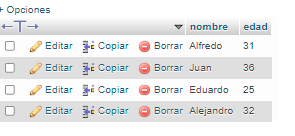 + Opciones
←T→ nombre edad
Editar Copiar Borrar Alfredo 31
Editar Copiar Borrar Juan 36
Editar Copiar Borrar Eduardo 25
Editar Copiar Borrar Alejandro 32